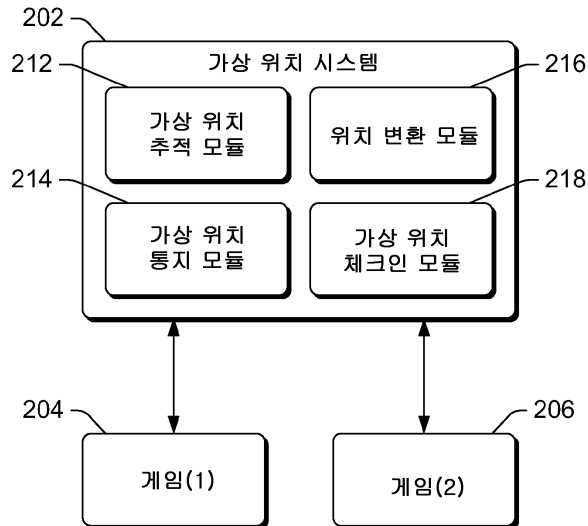 202
가상 위치 시스템
212
216
가상 위치
추적 모듈
위치 변환 모듈
214
218
가상 위치
통지 모듈
가상 위치
체크인 모듈
204
206
게임(1)
게임(2)